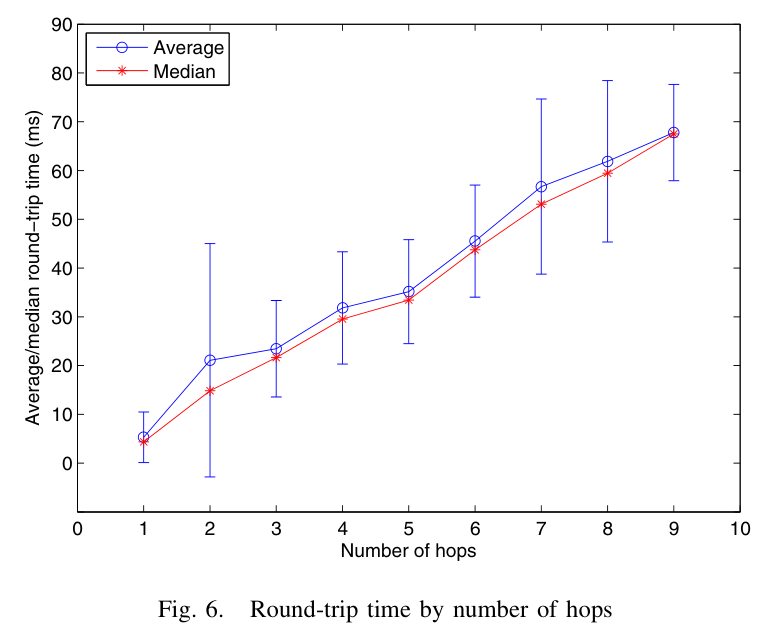 90
80
70
60
50
40
30
20
10
0
Average
Median
Average/median round−trip time (ms)
0 1 2 3 4 5 6 7 8 9 10
Number of hops
Fig. 6. Round-trip time by number of hops